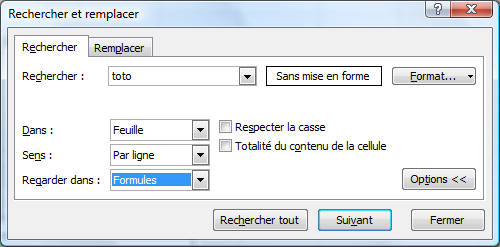 Rechercher et remplacer
?
Rechercher Remplacer
Rechercher : toto Sans mise en forme Format...
Dans : Feuille Respecter la casse
Sens : Par ligne Totalité du contenu de la cellule
Regarder dans : Formules Options <<
Rechercher tout Suivant Fermer